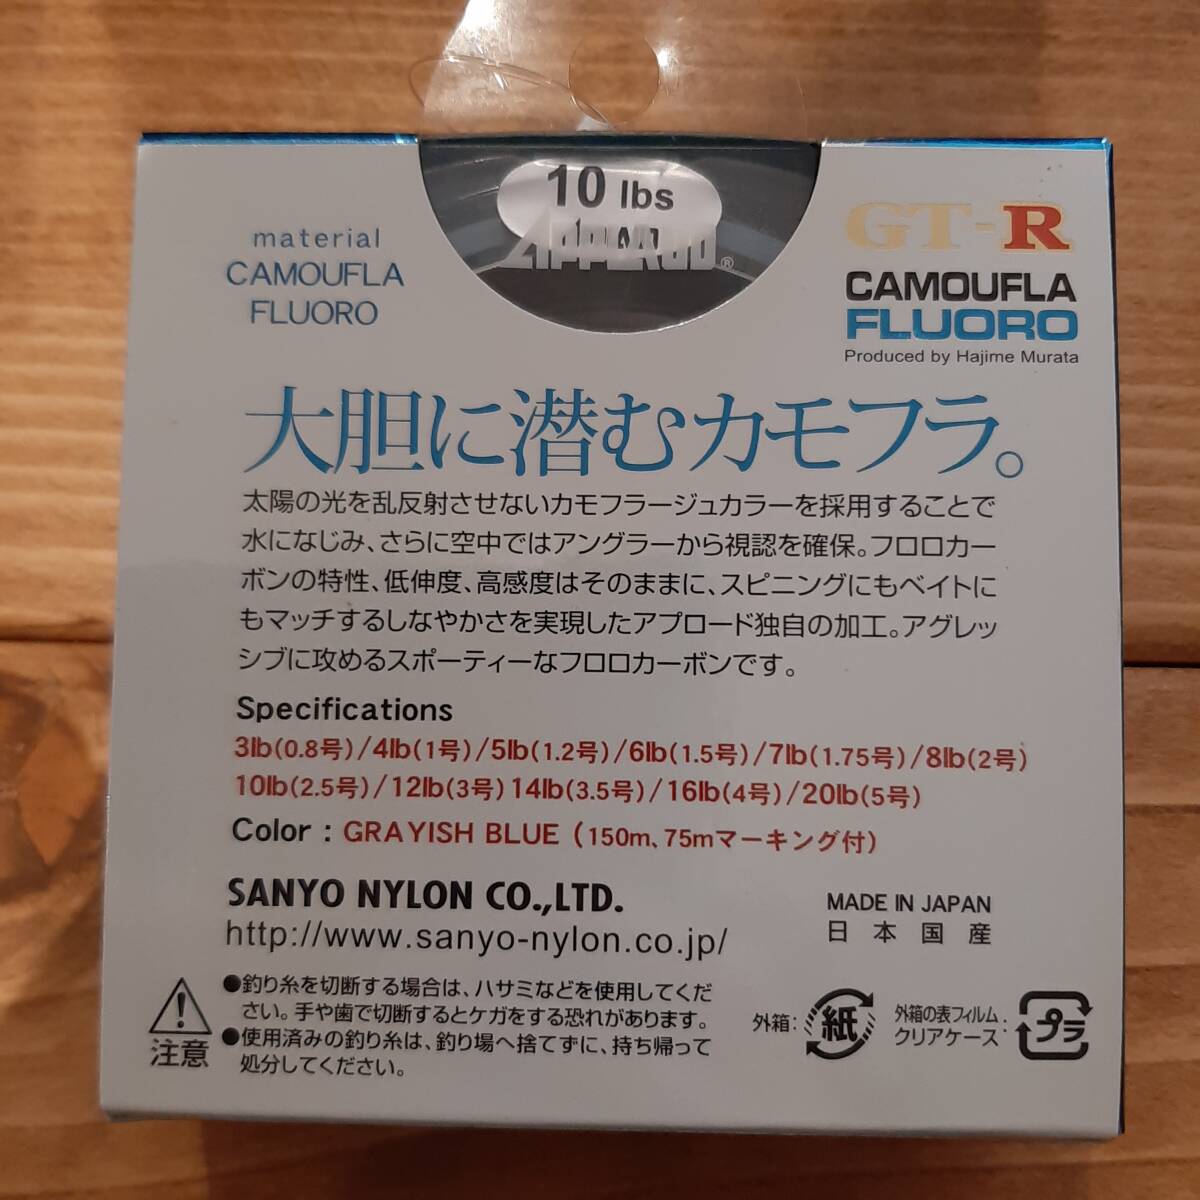 10 lbs
APPLAUD®
material
CAMOUFLA
FLUORO
GT-R
CAMOUFLA
FLUORO
Produced by Hajime Murata
大胆に潜むカモフラ。
太陽の光を乱反射させないカモフラージュカラーを採用することで
水になじみ、さらに空中ではアングラーから視認を確保。フロロカー
ボンの特性、低伸度、高感度はそのままに、スピニングにもベイトに
もマッチするしなやかさを実現したアプロード独自の加工。アグレッ
シブに攻めるスポーティーなフロロカーボンです。
Specifications
3lb(0.8号)/4lb(1号)/5lb(1.2号)/6lb(1.5号)/7lb(1.75号)/8lb(2号)
10lb(2.5号)/12lb(3号)14lb(3.5号)/16lb(4号)/20lb(5号)
Color : GRAYISH BLUE (150m、75mマーキング付)
SANYO NYLON CO.,LTD.
http://www.sanyo-nylon.co.jp/
MADE IN JAPAN
日本国産
注意
●釣り糸を切断する場合は、ハサミなどを使用してくだ
さい。手や歯で切断するとケガをする恐れがあります。
●使用済みの釣り糸は、釣り場へ捨てずに、持ち帰って
処分してください。
外箱:
紙
外箱の表フィルム.
クリアケース:
プラ